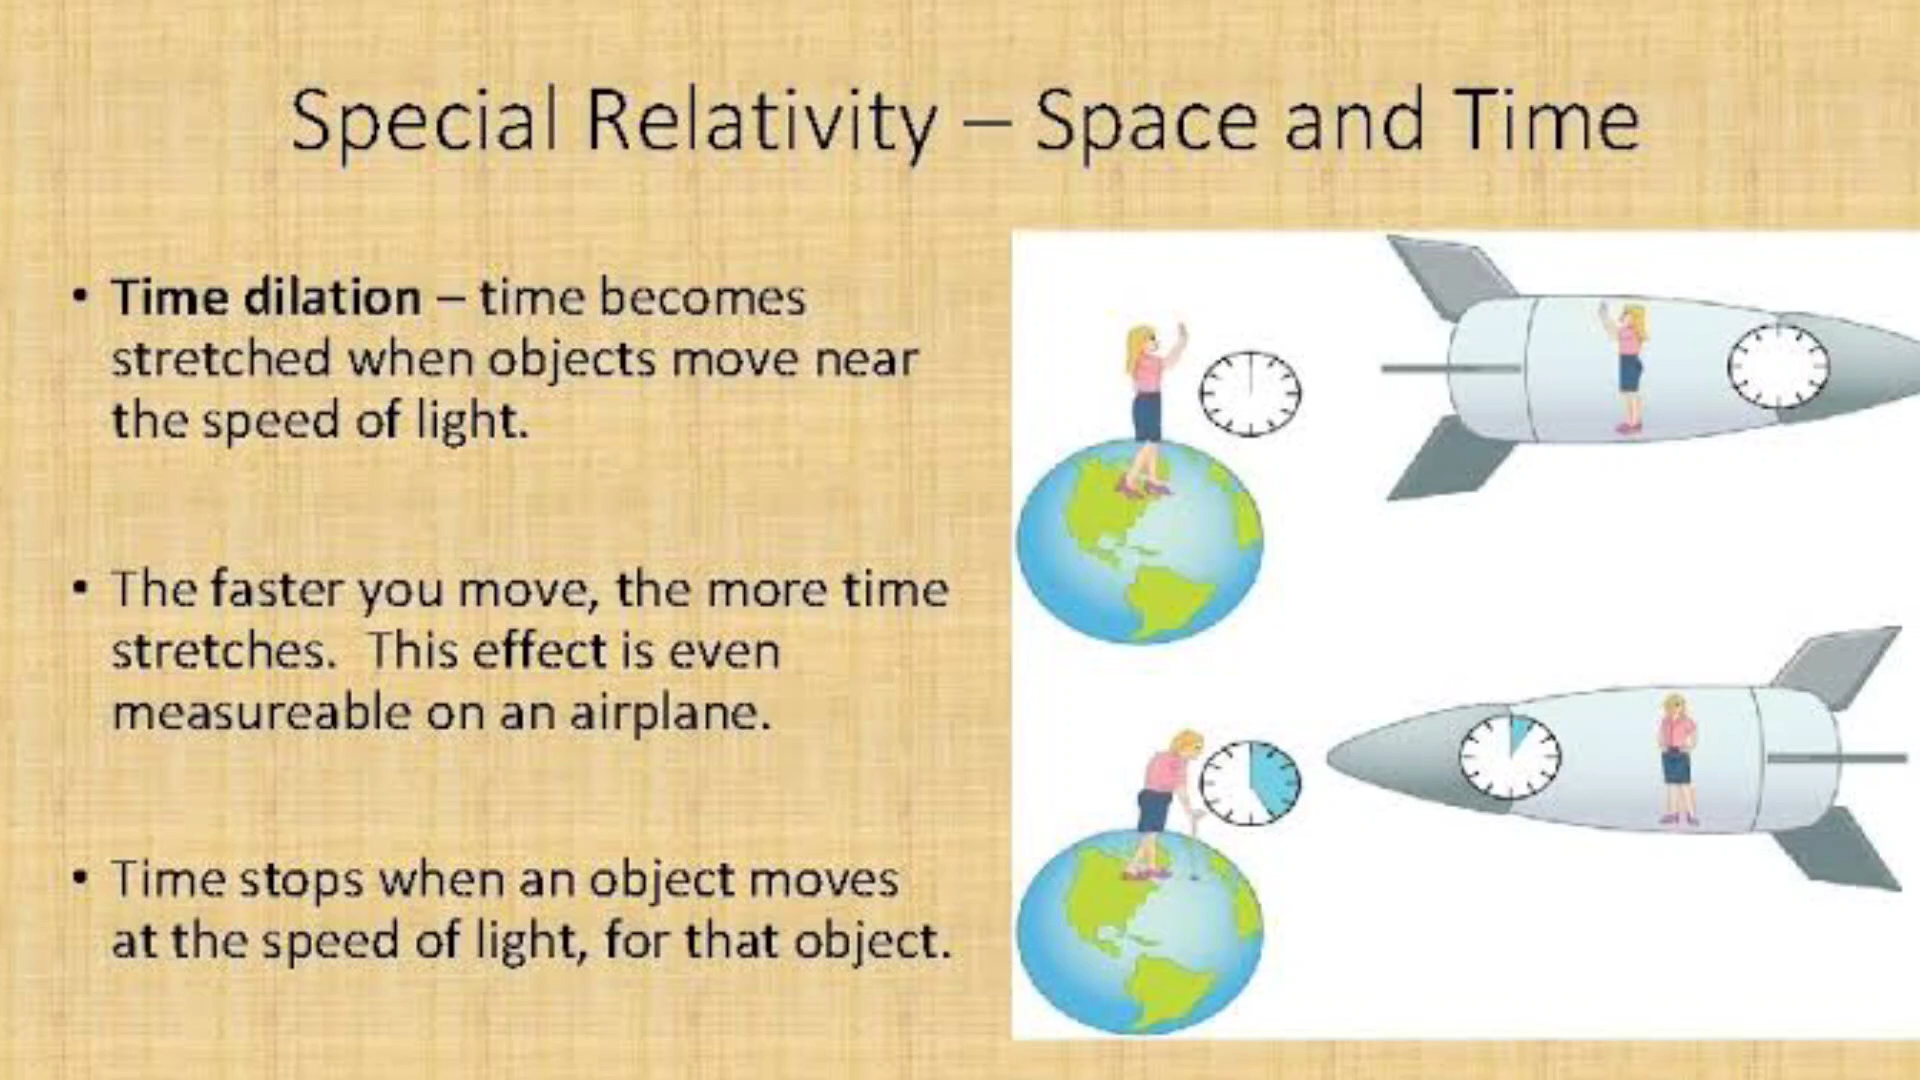 Special Relativity – Space and Time
• Time dilation – time becomes
stretched when objects move near
the speed of light.
• The faster you move, the more time
stretches.  This effect is even
measureable on an airplane.
• Time stops when an object moves
at the speed of light, for that object.